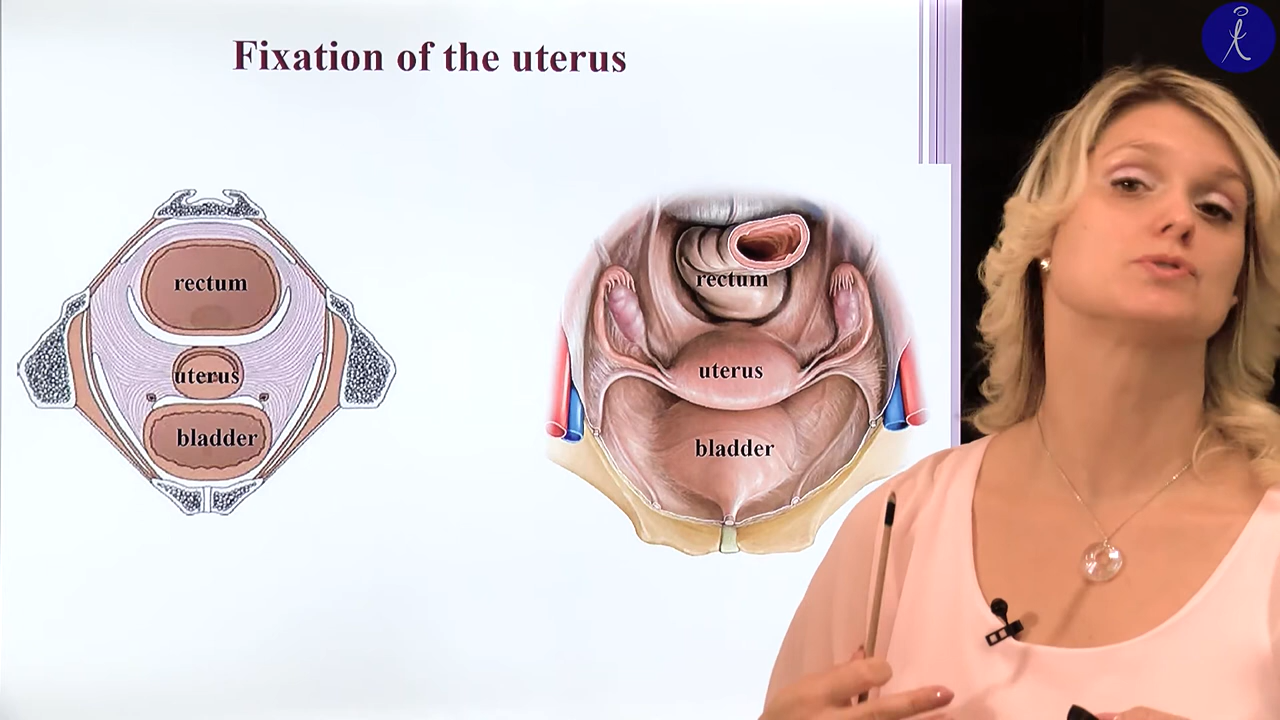 Fixation of the uterus
rectum
uterus
bladder
rectum
uterus
bladder